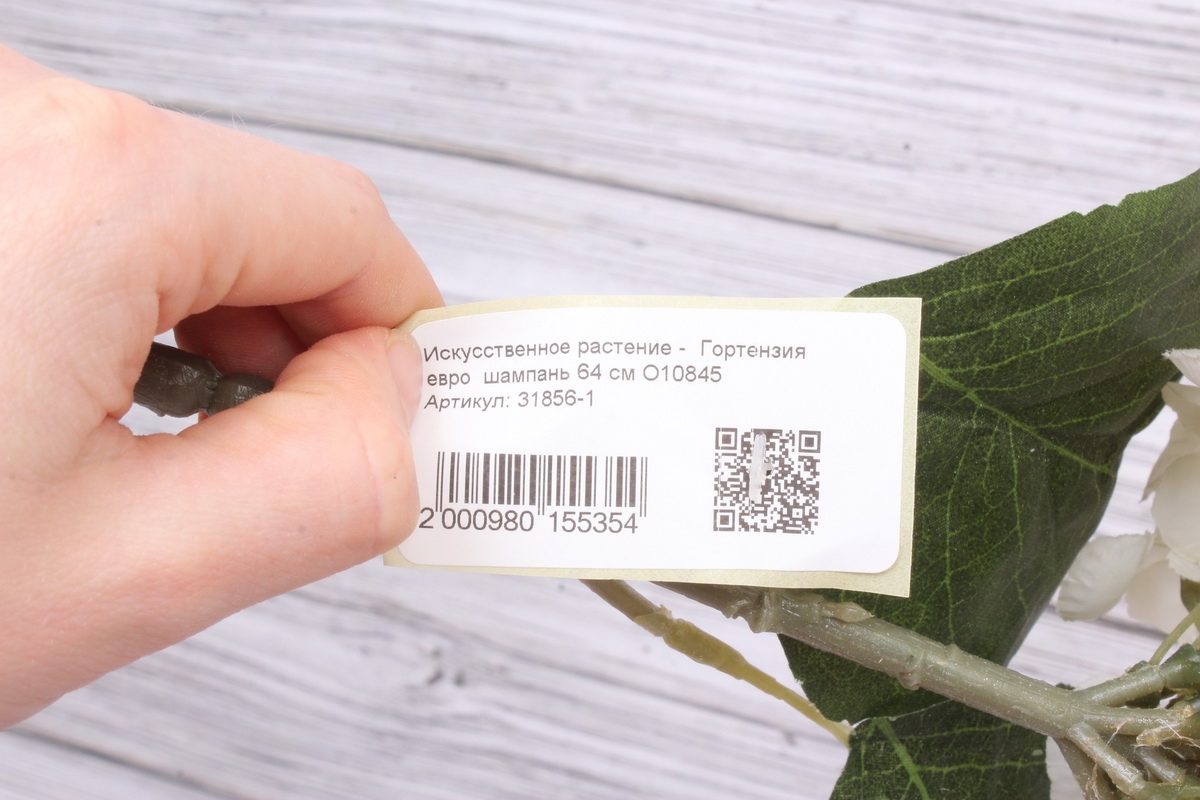 Искусственное растение - Гортензия
евро шампань 64 см О10845
Артикул: 31856-1
2 000980 155354